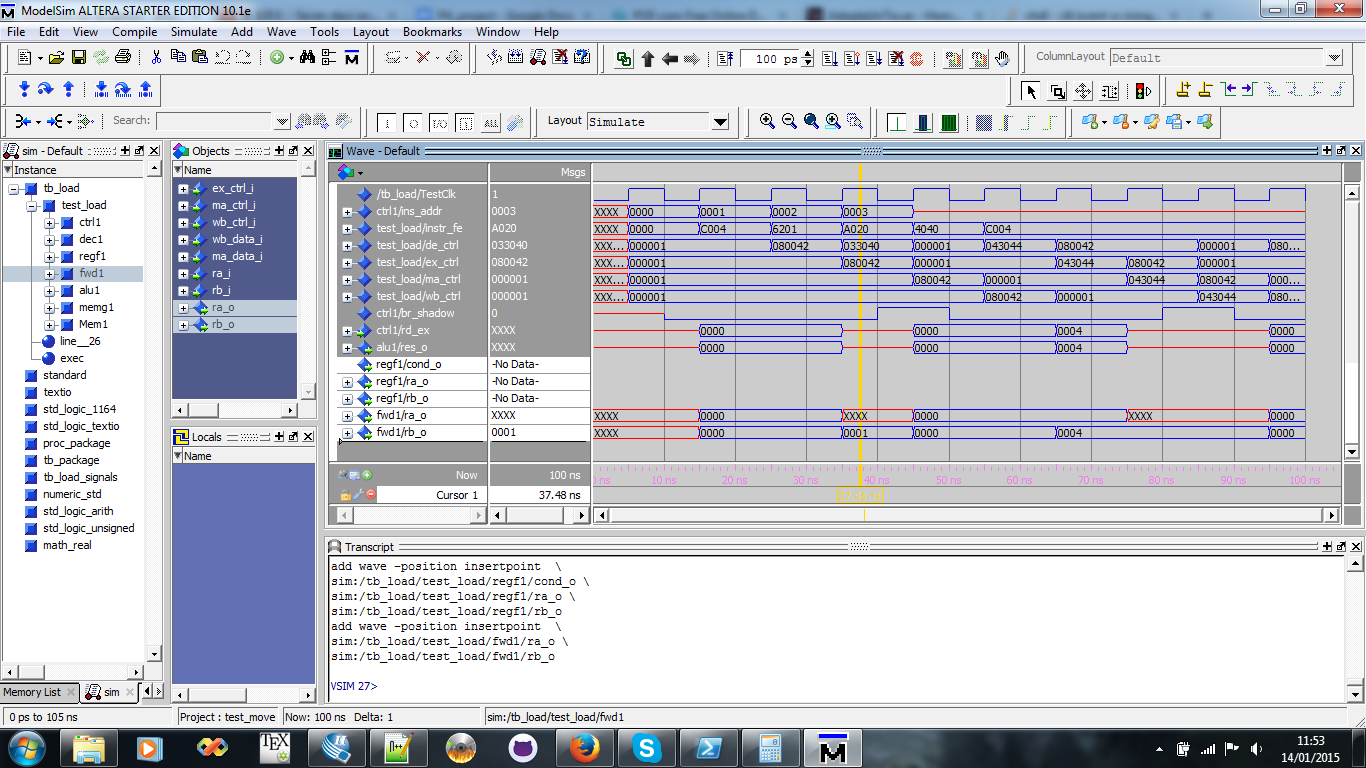 ModelSim ALTERA STARTER EDITION 10.1e
File Edit View Compile Simulate Add Wave Tools Layout Bookmarks Window Help
100 ps
ColumnLayout Default
Search:
Layout Simulate
sim - Default
Instance
tb_load
test_load
ctrl1
dec1
regf1
fwd1
alu1
memg1
Mem1
line__26
exec
standard
textio
std_logic_1164
std_logic_textio
proc_package
tb_package
tb_load_signals
numeric_std
std_logic_arith
std_logic_unsigned
math_real
Memory List
sim
Objects
Name
ex_ctrl_i
ma_ctrl_i
wb_ctrl_i
wb_data_i
ma_data_i
ra_i
rb_i
ra_o
rb_o
Locals
Name
Wave - Default
Msgs
/tb_load/TestClk 1
ctrl1/ins_addr 0003 XXXX 0000 0001 0002 0003
test_load/instr_fe A020 XXXX 0000 C004 6201 A020 4040 C004
test_load/de_ctrl 033040 XXX... 000001 080042 033040 000001 043044 080042 000001 080...
test_load/ex_ctrl 080042 XXX... 000001 080042 000001 043044 080042 000001
test_load/ma_ctrl 000001 XXX... 000001 080042 000001 043044 080042 000...
test_load/wb_ctrl 000001 XXX... 000001 080042 000001 043044 080...
ctrl1/br_shadow 0
ctrl1/rd_ex XXXX 0000 0000 0004 0000
alu1/res_o XXXX 0000 0000 0004 0000
regf1/cond_o -No Data-
regf1/ra_o -No Data-
regf1/rb_o -No Data-
fwd1/ra_o XXXX XXXX 0000 XXXX 0000 XXXX 0000
fwd1/rb_o 0001 XXXX 0000 0001 0000 0004 0000
Now 100 ns ns 10 ns 20 ns 30 ns 40 ns 50 ns 60 ns 70 ns 80 ns 90 ns 100 ns
Cursor 1 37.48 ns 37.48 ns
Transcript
add wave -position insertpoint \
sim:/tb_load/test_load/regf1/cond_o \
sim:/tb_load/test_load/regf1/ra_o \
sim:/tb_load/test_load/regf1/rb_o
add wave -position insertpoint \
sim:/tb_load/test_load/fwd1/ra_o \
sim:/tb_load/test_load/fwd1/rb_o
VSIM 27>
0 ps to 105 ns Project : test_move Now: 100 ns Delta: 1 sim:/tb_load/test_load/fwd1
11:53
14/01/2015